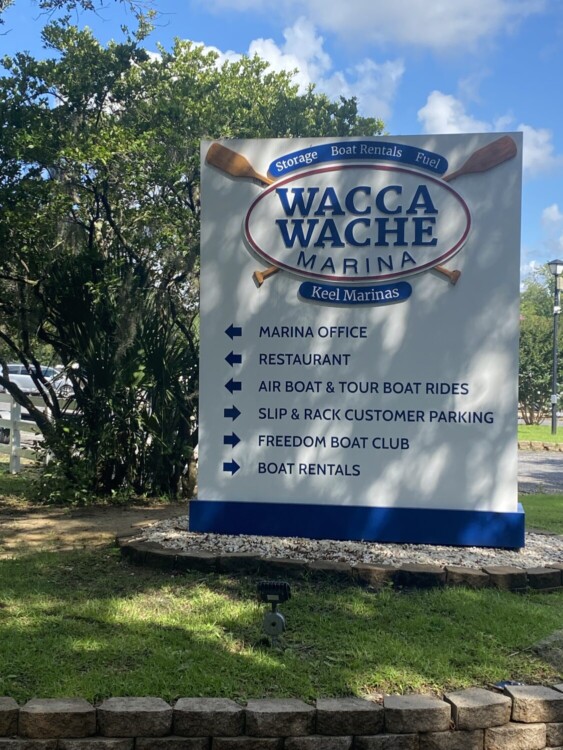 Storage Boat Rentals Fuel
WACCA
WACHE
MARINA
Keel Marinas
MARINA OFFICE
RESTAURANT
AIR BOAT & TOUR BOAT RIDES
SLIP & RACK CUSTOMER PARKING
FREEDOM BOAT CLUB
BOAT RENTALS